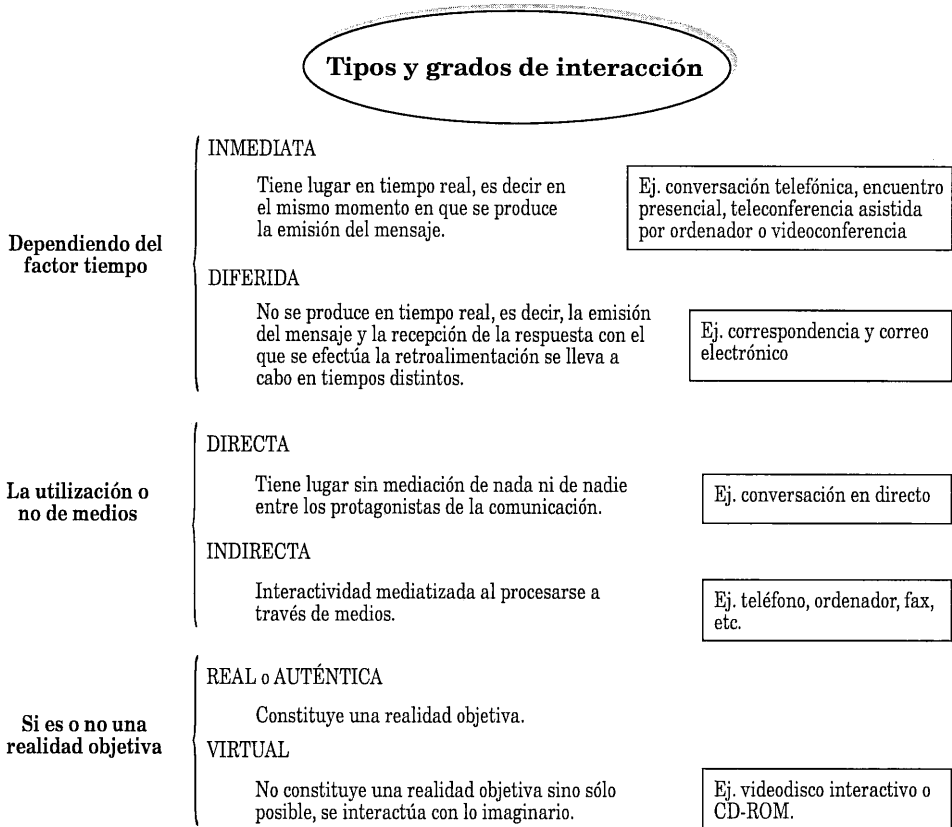 Tipos y grados de interacción
Dependiendo del
factor tiempo
INMEDIATA
Tiene lugar en tiempo real, es decir en
el mismo momento en que se produce
la emisión del mensaje.
Ej. conversación telefónica, encuentro
presencial, teleconferencia asistida
por ordenador o videoconferencia
DIFERIDA
No se produce en tiempo real, es decir, la emisión
del mensaje y la recepción de la respuesta con el
que se efectúa la retroalimentación se lleva a
cabo en tiempos distintos.
Ej. correspondencia y correo
electrónico
La utilización o
no de medios
DIRECTA
Tiene lugar sin mediación de nada ni de nadie
entre los protagonistas de la comunicación.
Ej. conversación en directo
INDIRECTA
Interactividad mediatizada al procesarse a
través de medios.
Ej. teléfono, ordenador, fax,
etc.
Si es o no una
realidad objetiva
REAL o AUTÉNTICA
Constituye una realidad objetiva.
VIRTUAL
No constituye una realidad objetiva sino sólo
posible, se interactúa con lo imaginario.
Ej. videodisco interactivo o
CD-ROM.